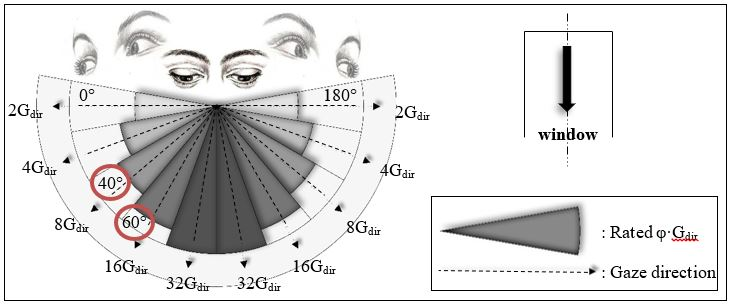 0°
180°
2Gdir
2Gdir
4Gdir
4Gdir
40°
8Gdir
8Gdir
60°
16Gdir
16Gdir
32Gdir
32Gdir
window
: Rated φ·Gdir
: Gaze direction